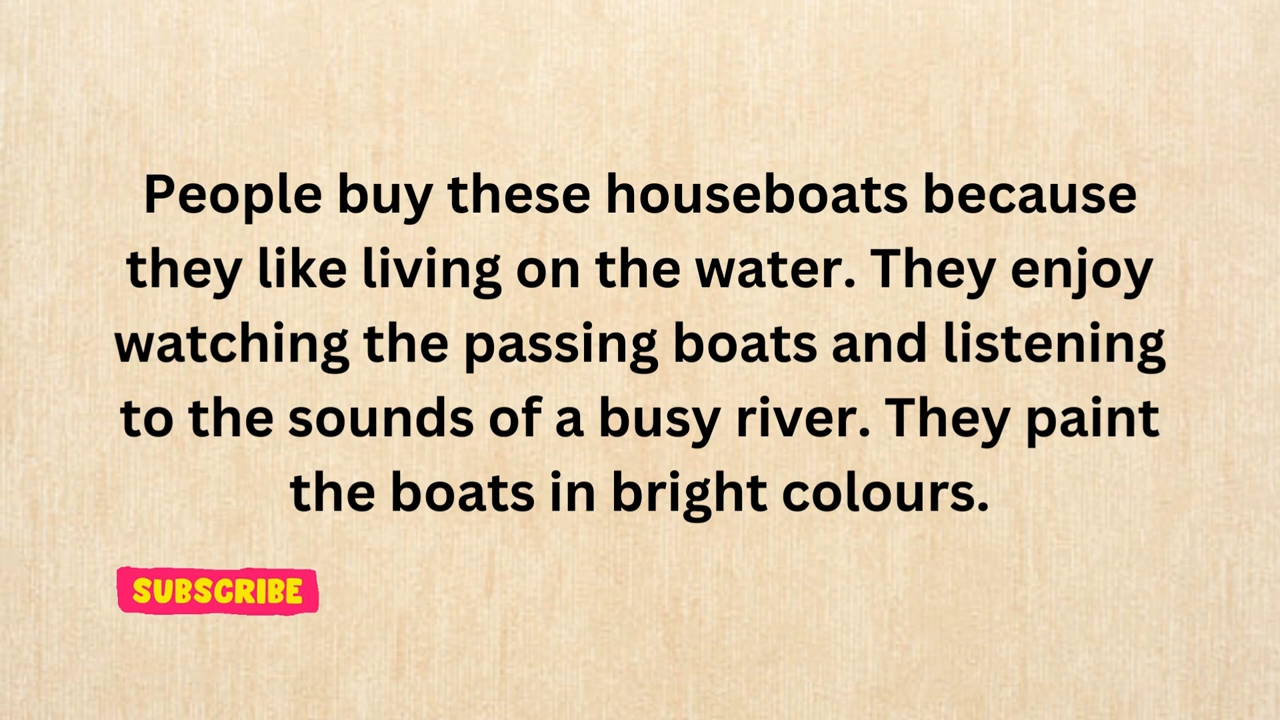 People buy these houseboats because
they like living on the water. They enjoy
watching the passing boats and listening
to the sounds of a busy river. They paint
the boats in bright colours.
SUBSCRIBE